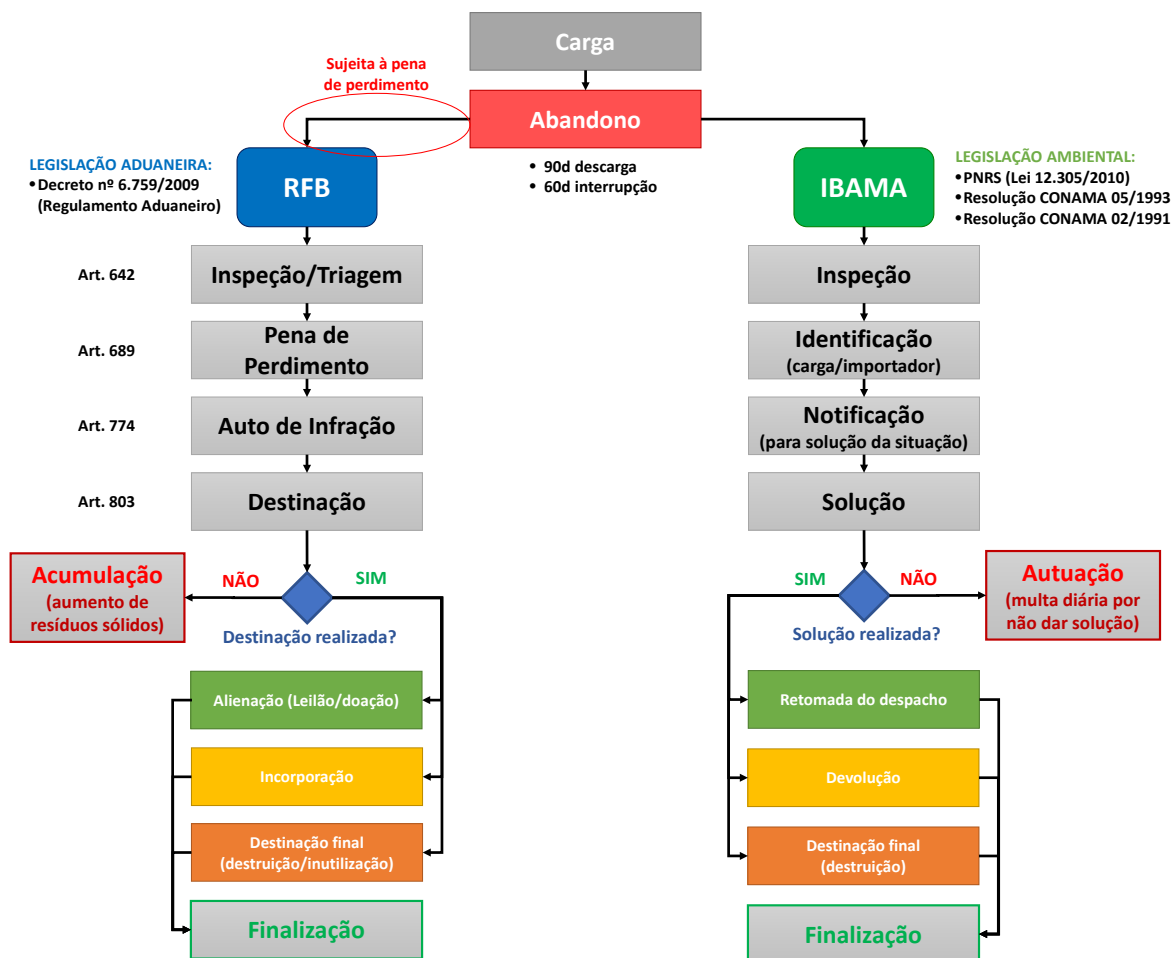 Carga
Sujeita à pena
de perdimento
Abandono
• 90d descarga
• 60d interrupção
LEGISLAÇÃO ADUANEIRA:
•Decreto nº 6.759/2009
(Regulamento Aduaneiro)
RFB
IBAMA
LEGISLAÇÃO AMBIENTAL:
•PNRS (Lei 12.305/2010)
•Resolução CONAMA 05/1993
•Resolução CONAMA 02/1991
Art. 642
Inspeção/Triagem
Art. 689
Pena de
Perdimento
Art. 774
Auto de Infração
Art. 803
Destinação
Acumulação
(aumento de
resíduos sólidos)
NÃO
SIM
Destinação realizada?
Alienação (Leilão/doação)
Incorporação
Destinação final
(destruição/inutilização)
Finalização
Inspeção
Identificação
(carga/importador)
Notificação
(para solução da situação)
Solução
SIM
NÃO
Autuação
(multa diária por
não dar solução)
Solução realizada?
Retomada do despacho
Devolução
Destinação final
(destruição)
Finalização